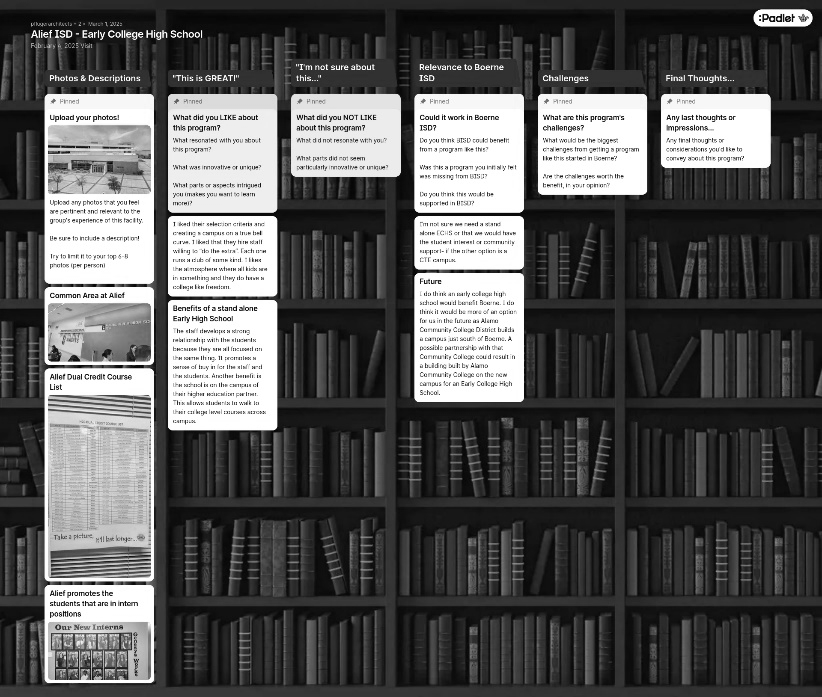 pflugerarchitects • 2 • March 1, 2025
Alief ISD - Early College High School
February 4, 2025 Visit
:Padlet
Photos & Descriptions
Pinned
Upload your photos!
Upload any photos that you feel
are pertinent and relevant to the
group's experience of this facility.
Be sure to include a description!
Try to limit it to your top 6-8
photos (per person)
Common Area at Alief
Alief Dual Credit Course
List
Take a picture,
it'll last longer...
Alief promotes the
students that are in intern
positions
Our New Interns
"This is GREAT!"
Pinned
What did you LIKE about
this program?
What resonated with you about
this program?
What was innovative or unique?
What parts or aspects intrigued
you (makes you want to learn
more)?
I liked their selection criteria and
creating a campus on a true bell
curve. I liked that they hire staff
willing to "do the extra". Each one
runs a club of some kind. I likes
the atmosphere where all kids are
in something and they do have a
college like freedom.
Benefits of a stand alone
Early High School
The staff develops a strong
relationship with the students
because they are all focused on
the same thing. It promotes a
sense of buy in for the staff and
the students. Another benefit is
the school is on the campus of
their higher education partner.
This allows students to walk to
their college level courses across
campus.
"I'm not sure about
this..."
Pinned
What did you NOT LIKE
about this program?
What did not resonate with you?
What parts did not seem
particularly innovative or unique?
Relevance to Boerne
ISD
Pinned
Could it work in Boerne
ISD?
Do you think BISD could benefit
from a program like this?
Was this a program you initially felt
was missing from BISD?
Do you think this would be
supported in BISD?
I'm not sure we need a stand
alone ECHS or that we would have
the student interest or community
support- if the other option is a
CTE campus.
Future
I do think an early college high
school would benefit Boerne. I do
think it would be more of an option
for us in the future as Alamo
Community College District builds
a campus just south of Boerne. A
possible partnership with that
Community College could result in
a building built by Alamo
Community College on the new
campus for an Early College High
School.
Challenges
Pinned
What are this program's
challenges?
What would be the biggest
challenges from getting a program
like this started in Boerne?
Are the challenges worth the
benefit, in your opinion?
Final Thoughts...
Pinned
Any last thoughts or
impressions...
Any final thoughts or
considerations you'd like to
convey about this program?